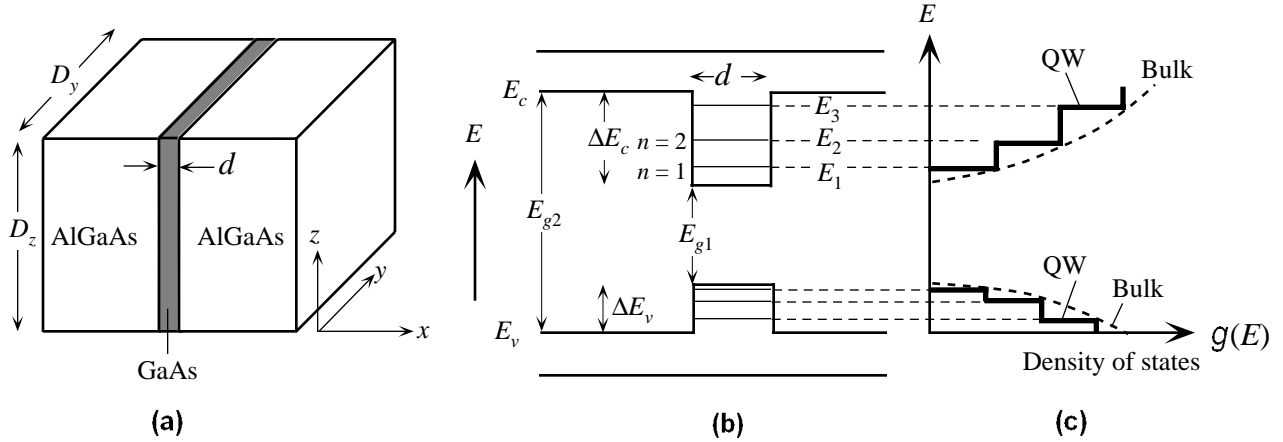 D_y
d
D_z
AlGaAs
AlGaAs
GaAs
z
y
x
(a)
E
E_c
d
ΔE_c
n = 2
n = 1
E_3
E_2
E_1
E_g2
E_g1
ΔE_v
E_v
(b)
E
QW
Bulk
QW
Bulk
g(E)
Density of states
(c)